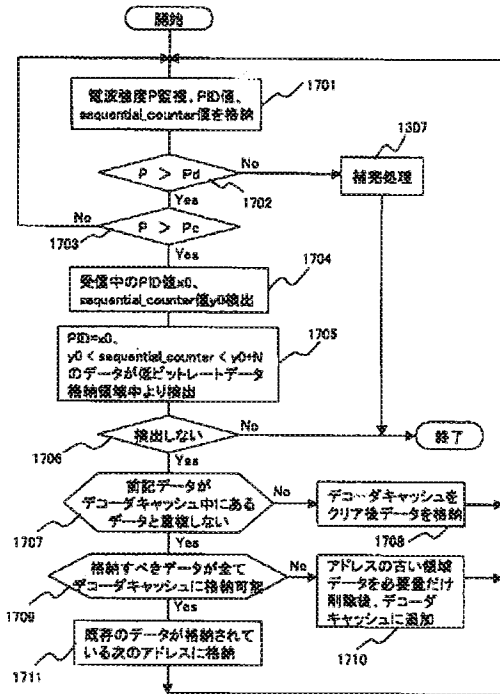 開始
電波強度P監視、PID値、
sequential_counter値を格納
1701
P > Pd
1702
No
Yes
1307
補完処理
P > Pc
1703
No
Yes
受信中のPID値x0、
sequential_counter値y0検出
1704
PID=x0、
y0 < sequential_counter < y0+N
のデータが低ビットレートデータ
格納領域中より検出
1705
検出しない
1706
No
Yes
終了
前記データが
デコーダキャッシュ中にある
データと重複しない
1707
No
Yes
デコーダキャッシュを
クリア後データを格納
1708
格納すべきデータが全て
デコーダキャッシュに格納可能
1709
No
Yes
アドレスの古い領域
データを必要量だけ
削除後、デコーダ
キャッシュに追加
1710
既存のデータが格納されて
いる次のアドレスに格納
1711